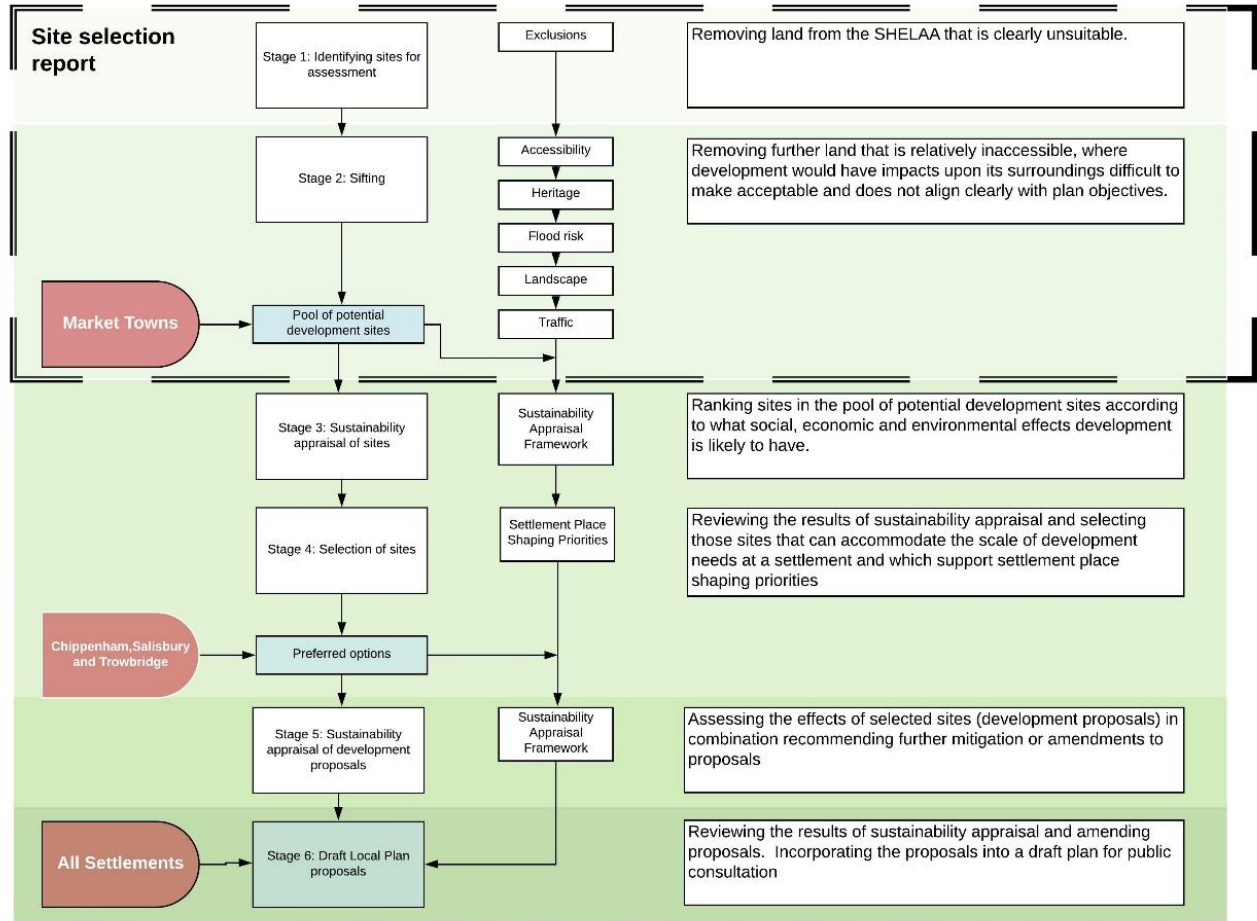 Site selection
report
Stage 1: Identifying sites for
assessment
Exclusions
Removing land from the SHELAA that is clearly unsuitable.
Stage 2: Sifting
Accessibility
Heritage
Flood risk
Landscape
Traffic
Removing further land that is relatively inaccessible, where
development would have impacts upon its surroundings difficult to
make acceptable and does not align clearly with plan objectives.
Market Towns
Pool of potential
development sites
Stage 3: Sustainability
appraisal of sites
Sustainability
Appraisal
Framework
Ranking sites in the pool of potential development sites according
to what social, economic and environmental effects development
is likely to have.
Stage 4: Selection of sites
Settlement Place
Shaping Priorities
Reviewing the results of sustainability appraisal and selecting
those sites that can accommodate the scale of development
needs at a settlement and which support settlement place
shaping priorities
Chippenham,Salisbury
and Trowbridge
Preferred options
Stage 5: Sustainability
appraisal of development
proposals
Sustainability
Appraisal
Framework
Assessing the effects of selected sites (development proposals) in
combination recommending further mitigation or amendments to
proposals
All Settlements
Stage 6: Draft Local Plan
proposals
Reviewing the results of sustainability appraisal and amending
proposals. Incorporating the proposals into a draft plan for public
consultation